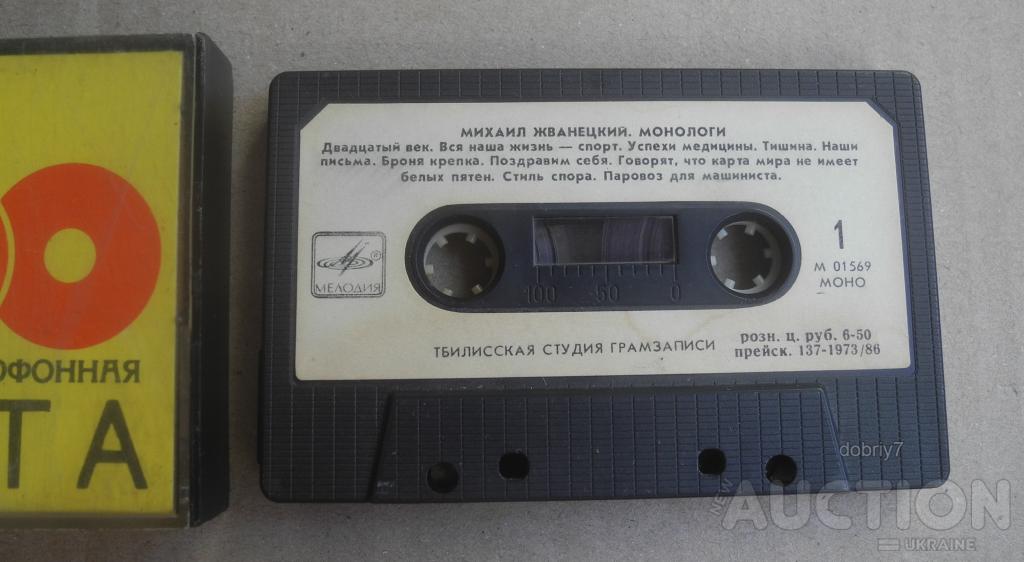 МИХАИЛ ЖВАНЕЦКИЙ. МОНОЛОГИ
Двадцатый век. Вся наша жизнь — спорт. Успехи медицины. Тишина. Наши
письма. Броня крепка. Поздравим себя. Говорят, что карта мира не имеет
белых пятен. Стиль спора. Паровоз для машиниста.
МЕЛОДИЯ
®
100 50 0
1
М 01569
МОНО
ТБИЛИССКАЯ СТУДИЯ ГРАМЗАПИСИ
розн. ц. руб. 6-50
прейск. 137-1973/86
ОФОННАЯ
ТА
dobriy7
NEW AUCTION
UKRAINE